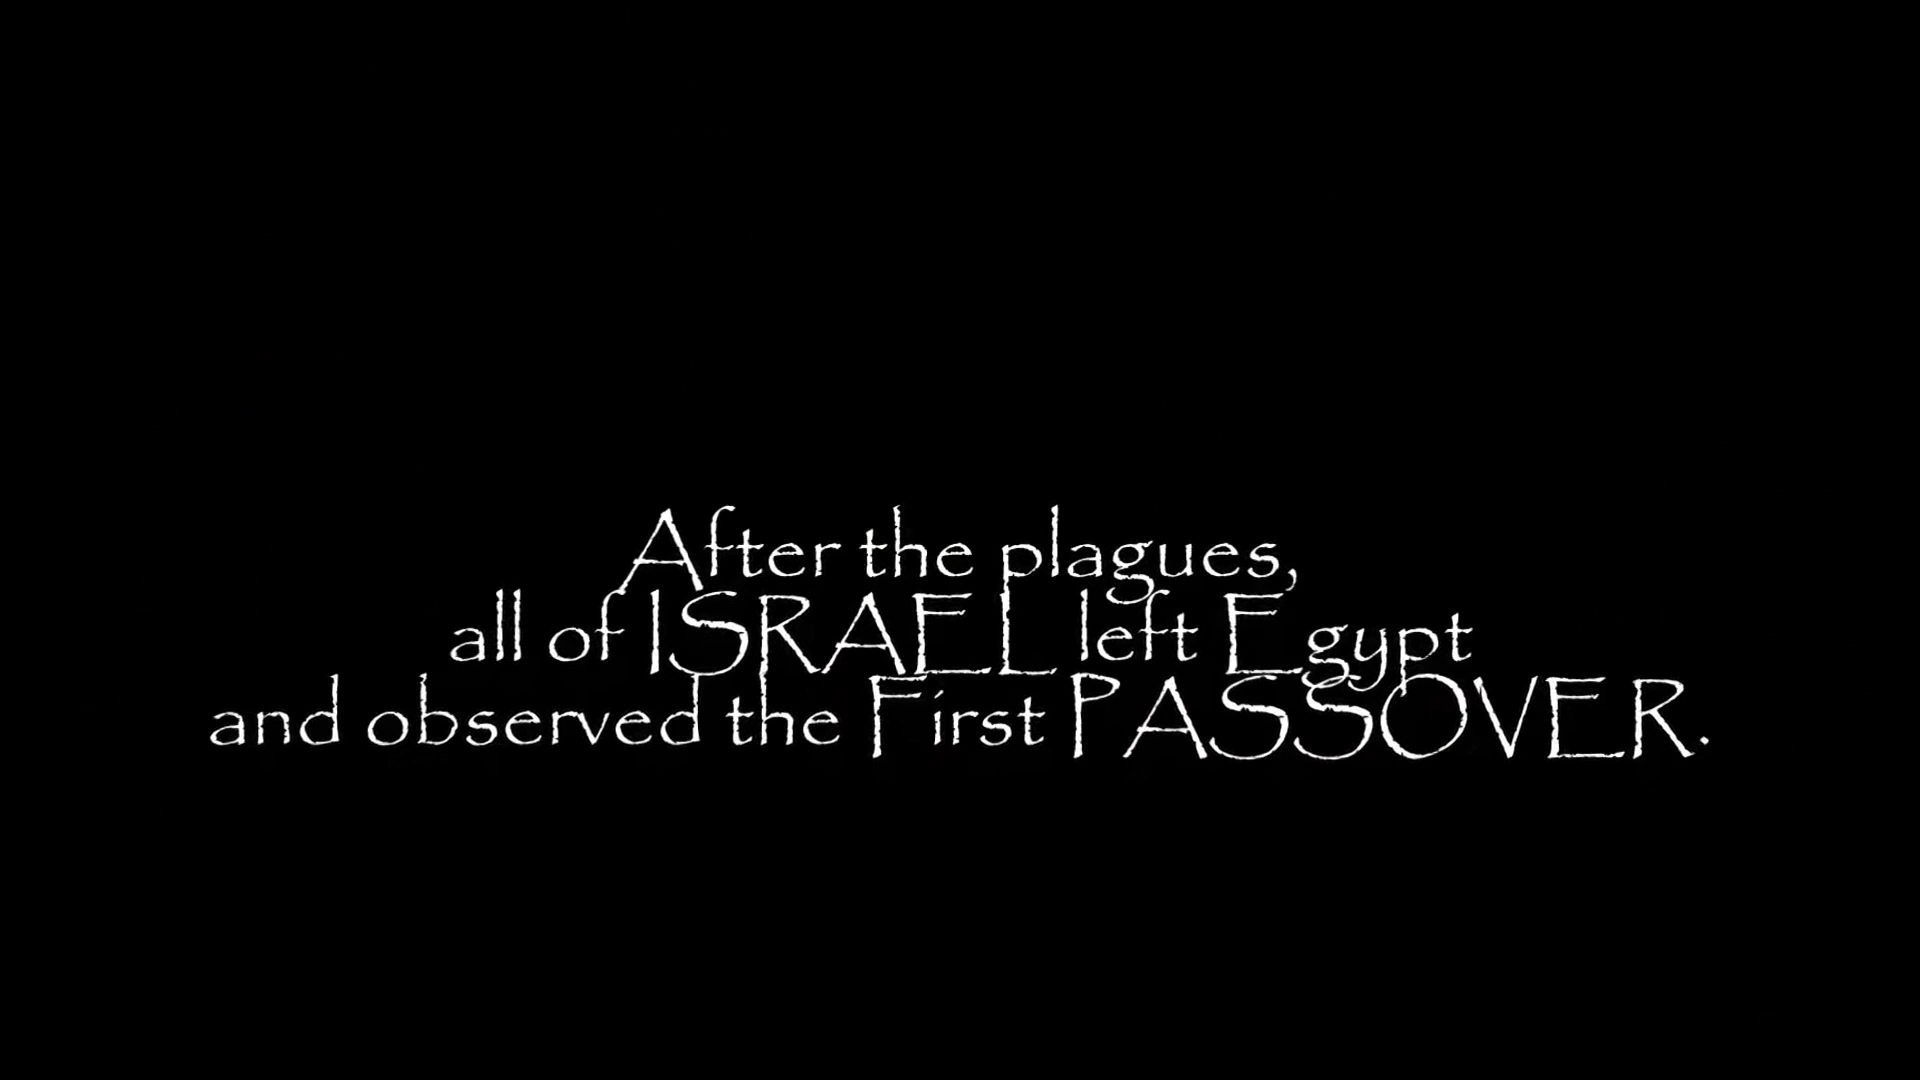 After the plagues,
all of ISRAEL left Egypt
and observed the First PASSOVER.